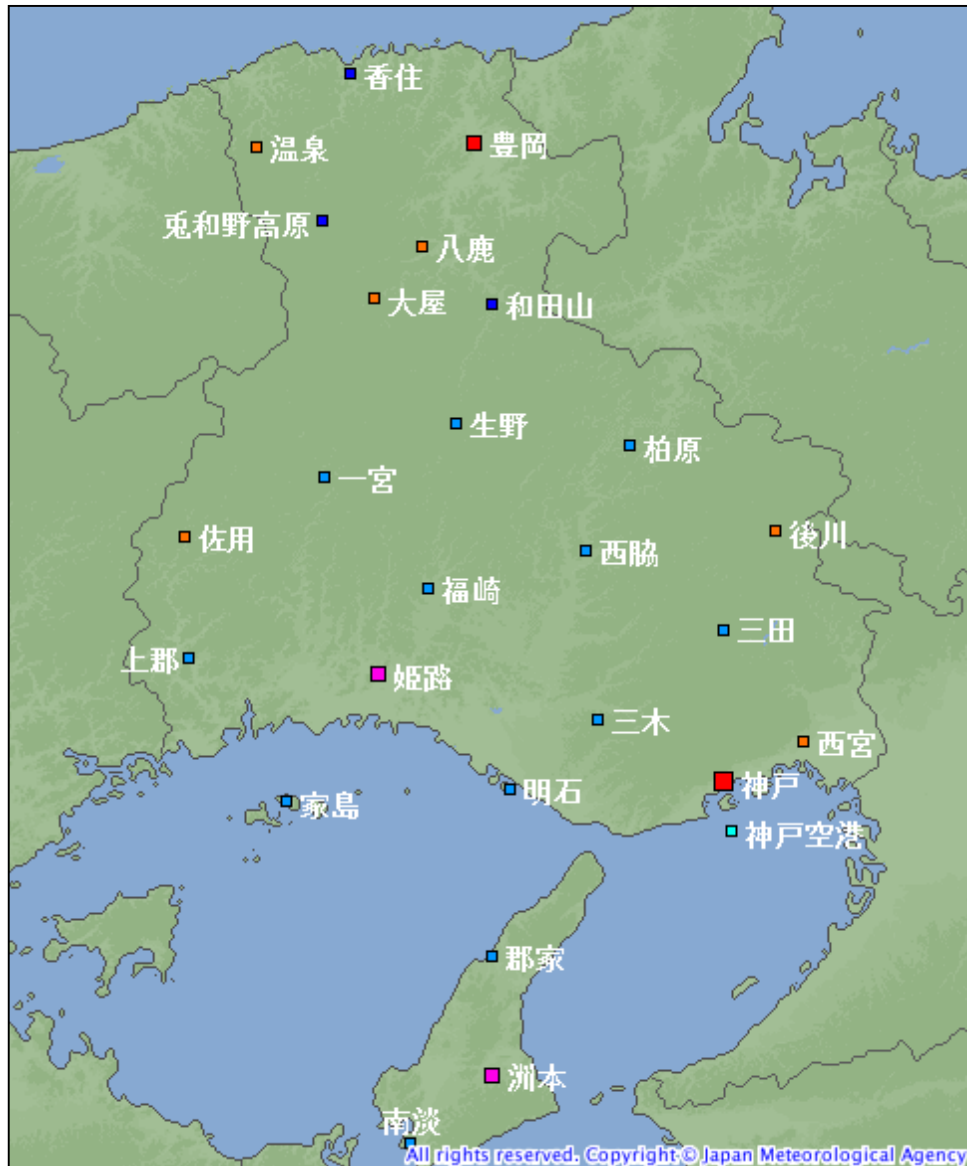 香住
豊岡
温泉
兎和野高原
八鹿
大屋
和田山
生野
柏原
一宮
佐用
後川
西脇
福崎
三田
上郡
姫路
三木
西宮
神戸
明石
家島
神戸空港
郡家
洲本
南淡
All rights reserved. Copyright © Japan Meteorological Agency